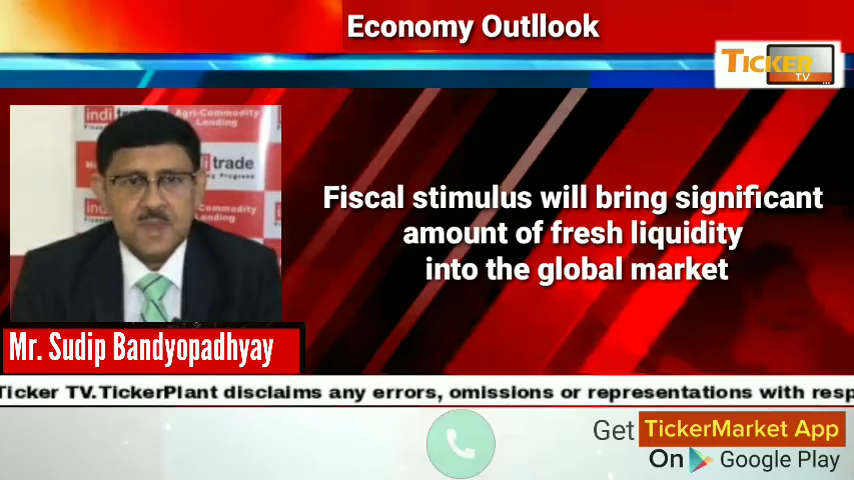 Economy Outllook
TICKER
TV
indi trade
Agri-Commodity
Lending
trade
Commodity
Lending
Fiscal stimulus will bring significant
amount of fresh liquidity
into the global market
Mr. Sudip Bandyopadhyay
Ticker TV.TickerPlant disclaims any errors, omissions or representations with resp
Get TickerMarket App
On Google Play